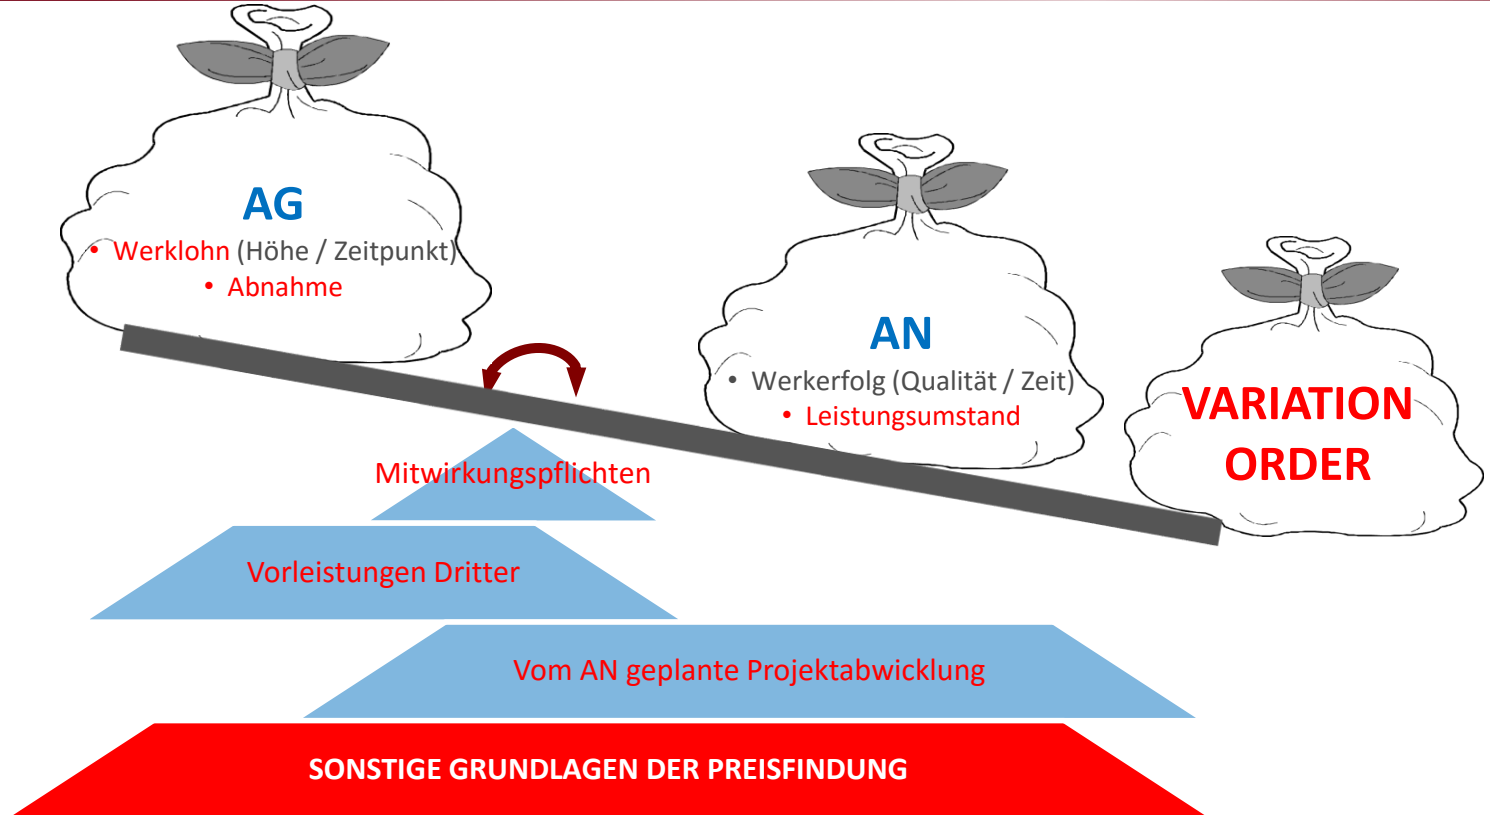 AG
• Werklohn (Höhe / Zeitpunkt)
• Abnahme
AN
• Werkerfolg (Qualität / Zeit)
• Leistungsumstand
VARIATION
ORDER
Mitwirkungspflichten
Vorleistungen Dritter
Vom AN geplante Projektabwicklung
SONSTIGE GRUNDLAGEN DER PREISFINDUNG